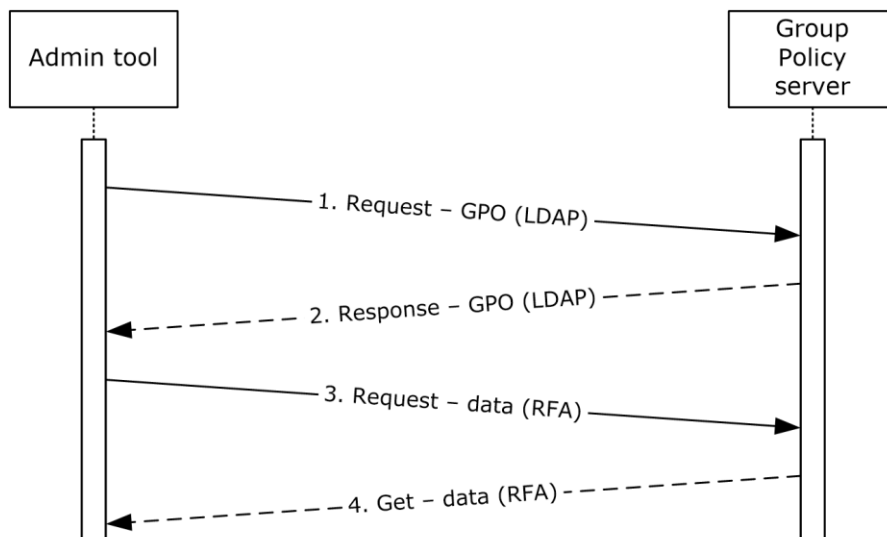 Admin tool
Group
Policy
server
1. Request – GPO (LDAP)
2. Response – GPO (LDAP)
3. Request – data (RFA)
4. Get – data (RFA)